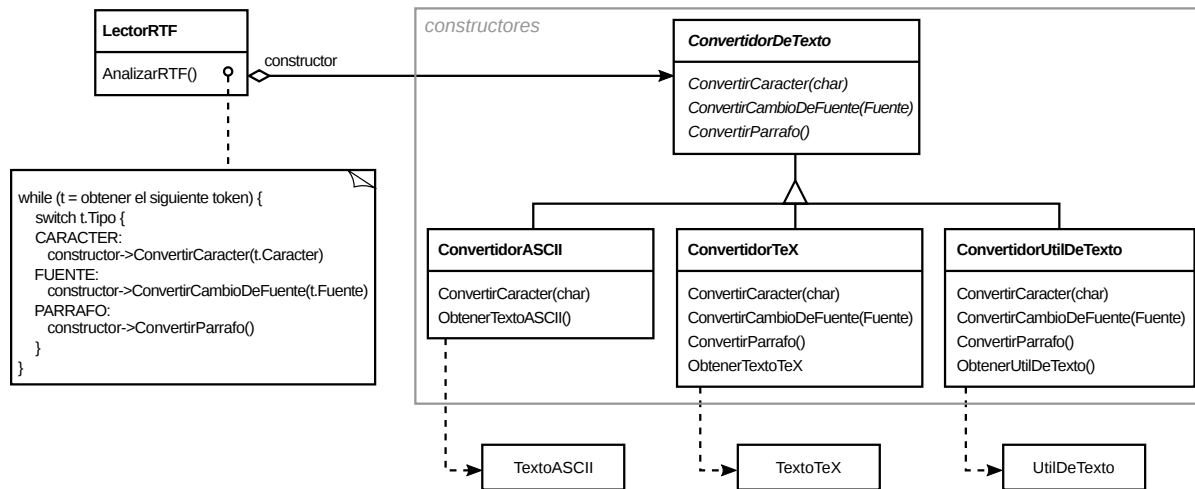 LectorRTF
AnalizarRTF()
constructor
constructores
ConvertidorDeTexto
ConvertirCaracter(char)
ConvertirCambioDeFuente(Fuente)
ConvertirParrafo()
while (t = obtener el siguiente token) {
switch t.Tipo {
CARACTER:
constructor->ConvertirCaracter(t.Caracter)
FUENTE:
constructor->ConvertirCambioDeFuente(t.Fuente)
PARRAFO:
constructor->ConvertirParrafo()
}
}
ConvertidorASCII
ConvertirCaracter(char)
ObtenerTextoASCII()
ConvertidorTeX
ConvertirCaracter(char)
ConvertirCambioDeFuente(Fuente)
ConvertirParrafo()
ObtenerTextoTeX
ConvertidorUtilDeTexto
ConvertirCaracter(char)
ConvertirCambioDeFuente(Fuente)
ConvertirParrafo()
ObtenerUtilDeTexto()
TextoASCII
TextoTeX
UtilDeTexto